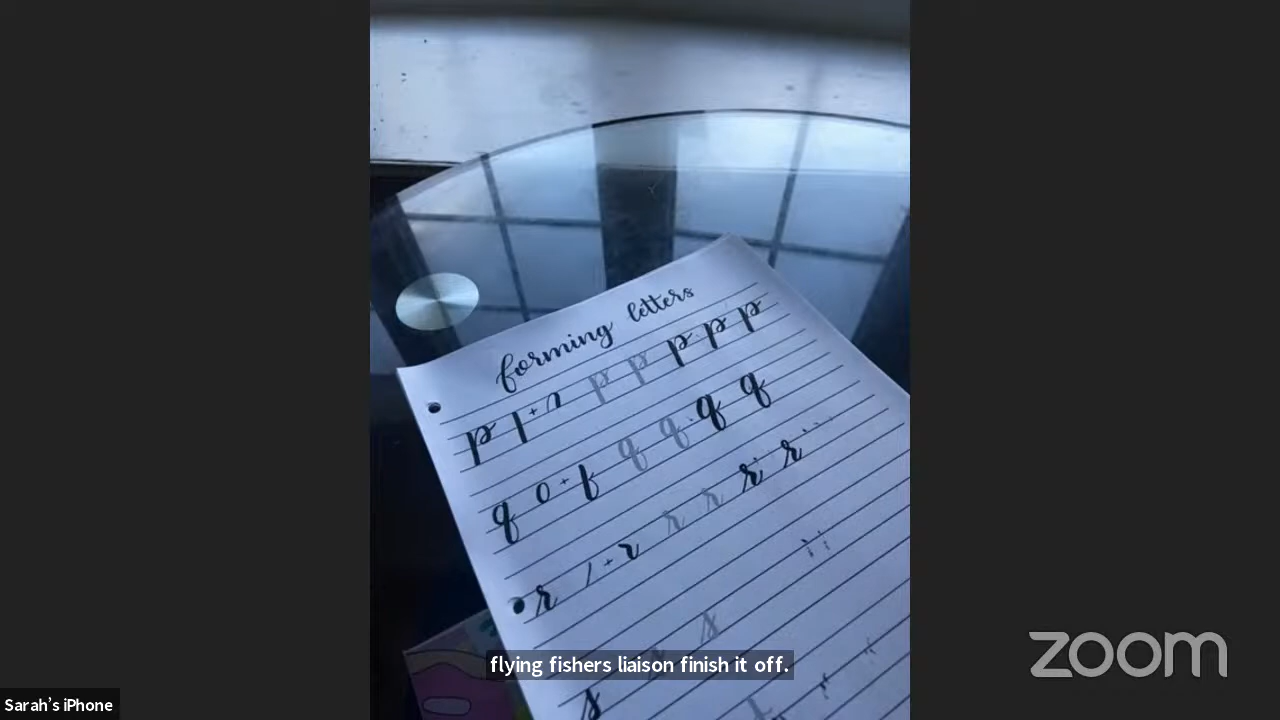 forming letters
p l + n p p p p p
q o + f q q q q
r / + r r r r r
s s
flying fishers liaison finish it off.
zoom
Sarah's iPhone